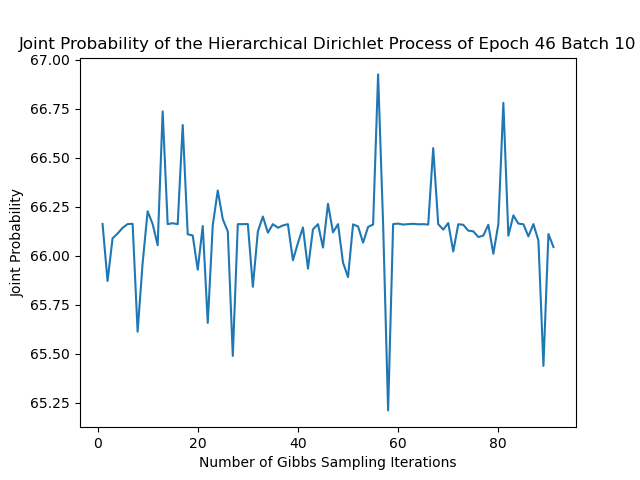 Joint Probability of the Hierarchical Dirichlet Process of Epoch 46 Batch 10
67.00
66.75
66.50
66.25
66.00
65.75
65.50
65.25
Joint Probability
0 20 40 60 80
Number of Gibbs Sampling Iterations